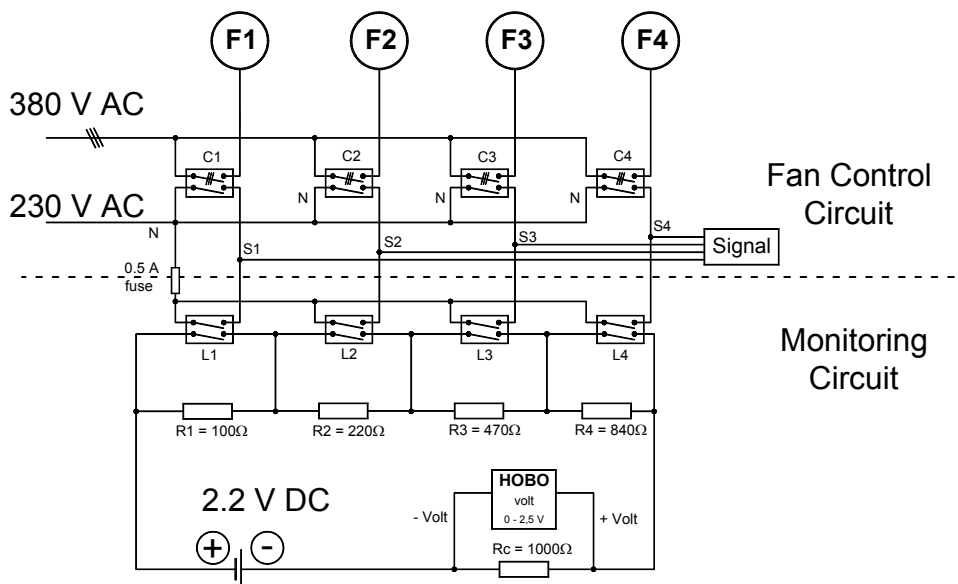 F1 F2 F3 F4
380 V AC
C1 C2 C3 C4
Fan Control
Circuit
N N N
230 V AC
N
S1 S2 S3 S4
Signal
0.5 A
fuse
L1 L2 L3 L4
Monitoring
Circuit
R1 = 100Ω R2 = 220Ω R3 = 470Ω R4 = 840Ω
2.2 V DC
HOBO
volt
0 - 2,5 V
- Volt + Volt
+ -
Rc = 1000Ω